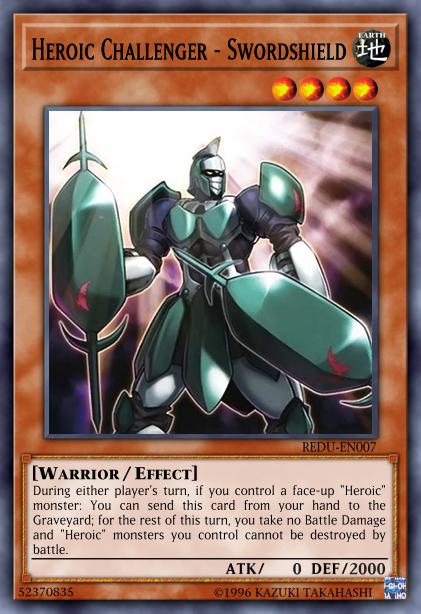 Heroic Challenger - Swordshield
EARTH
地
REDU-EN007
[Warrior / Effect]
During either player's turn, if you control a face-up "Heroic"
monster: You can send this card from your hand to the
Graveyard; for the rest of this turn, you take no Battle Damage
and "Heroic" monsters you control cannot be destroyed by
battle.
ATK/ 0 DEF/2000
52370835
©1996 KAZUKI TAKAHASHI